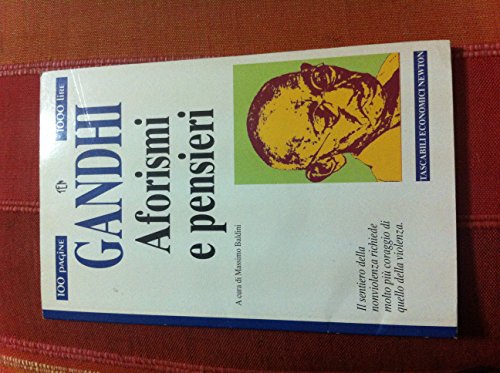 100 pagine 1000 lire
GANDHI
Aforismi
e pensieri
A cura di Massimo Baldini
TASCABILI ECONOMICI NEWTON
Il sentiero della
nonviolenza richiede
molto più coraggio di
quello della violenza.